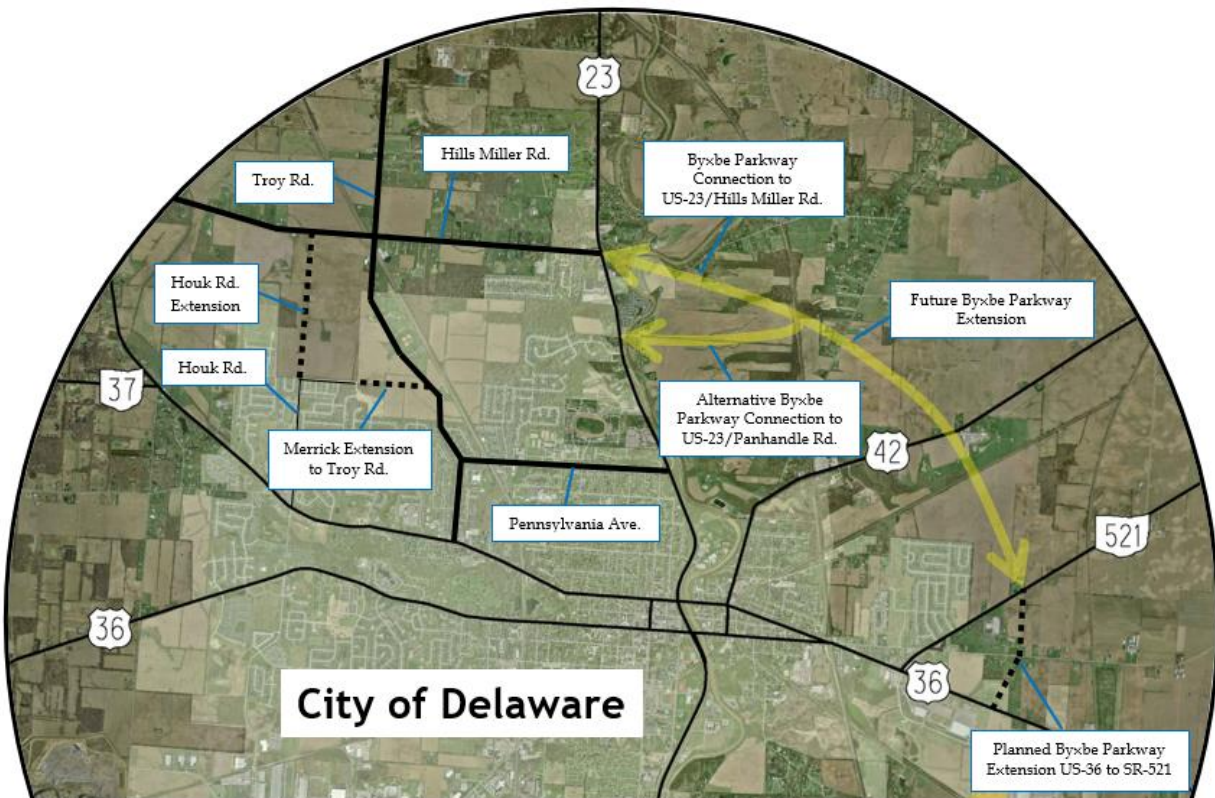 23
Hills Miller Rd.
Troy Rd.
Byxbe Parkway
Connection to
US-23/Hills Miller Rd.
Houk Rd.
Extension
Future Byxbe Parkway
Extension
Houk Rd.
37
Alternative Byxbe
Parkway Connection to
US-23/Panhandle Rd.
Merrick Extension
to Troy Rd.
42
Pennsylvania Ave.
521
36
36
City of Delaware
Planned Byxbe Parkway
Extension US-36 to SR-521